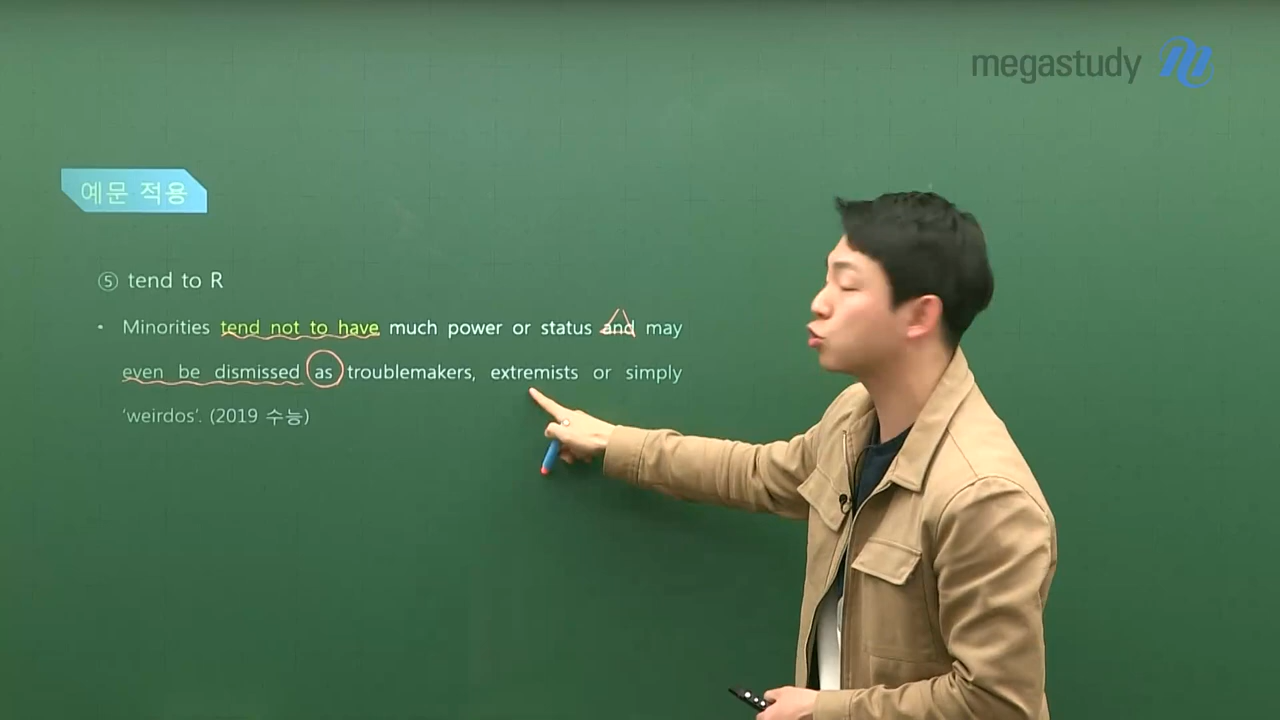 megastudy
예문 적용
⑤ tend to R
• Minorities tend not to have much power or status and may
even be dismissed as troublemakers, extremists or simply
‘weirdos’. (2019 수능)